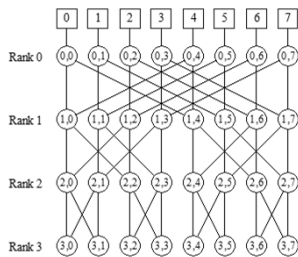 0 1 2 3 4 5 6 7
Rank 0 0,0 0,1 0,2 0,3 0,4 0,5 0,6 0,7
Rank 1 1,0 1,1 1,2 1,3 1,4 1,5 1,6 1,7
Rank 2 2,0 2,1 2,2 2,3 2,4 2,5 2,6 2,7
Rank 3 3,0 3,1 3,2 3,3 3,4 3,5 3,6 3,7